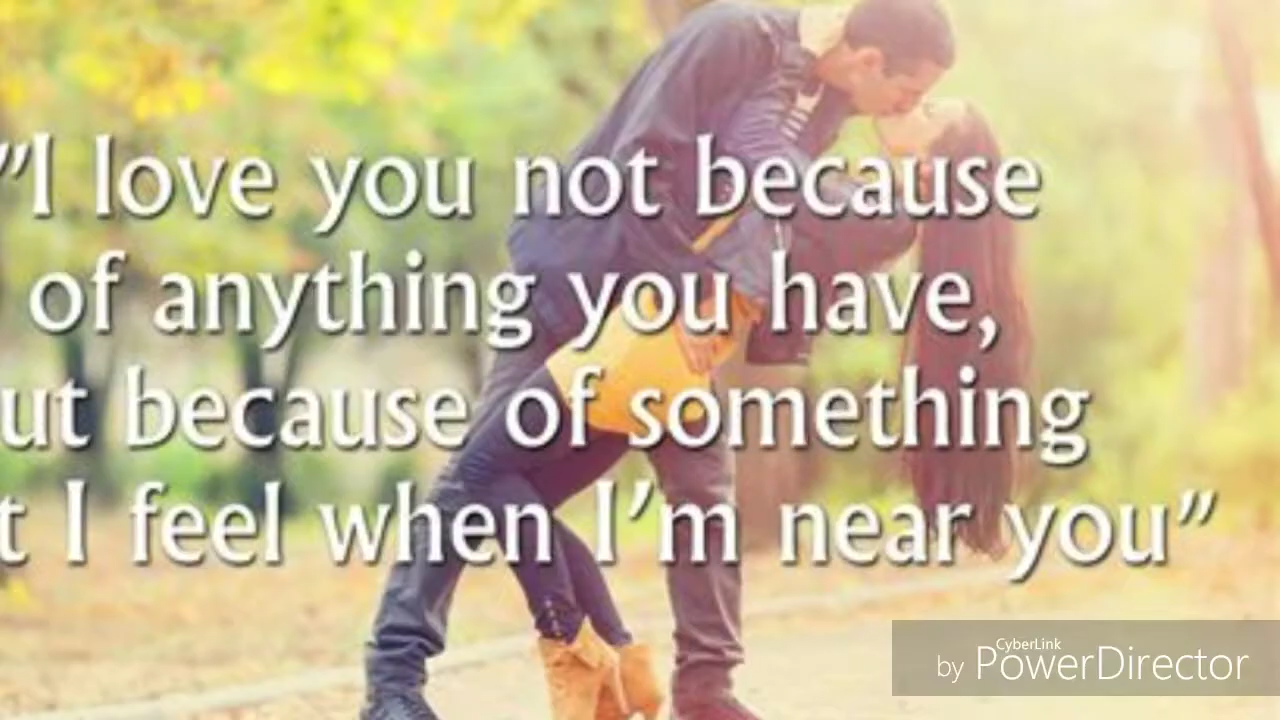 "I love you not because
of anything you have,
ut because of something
t I feel when I'm near you"
CyberLink
by PowerDirector